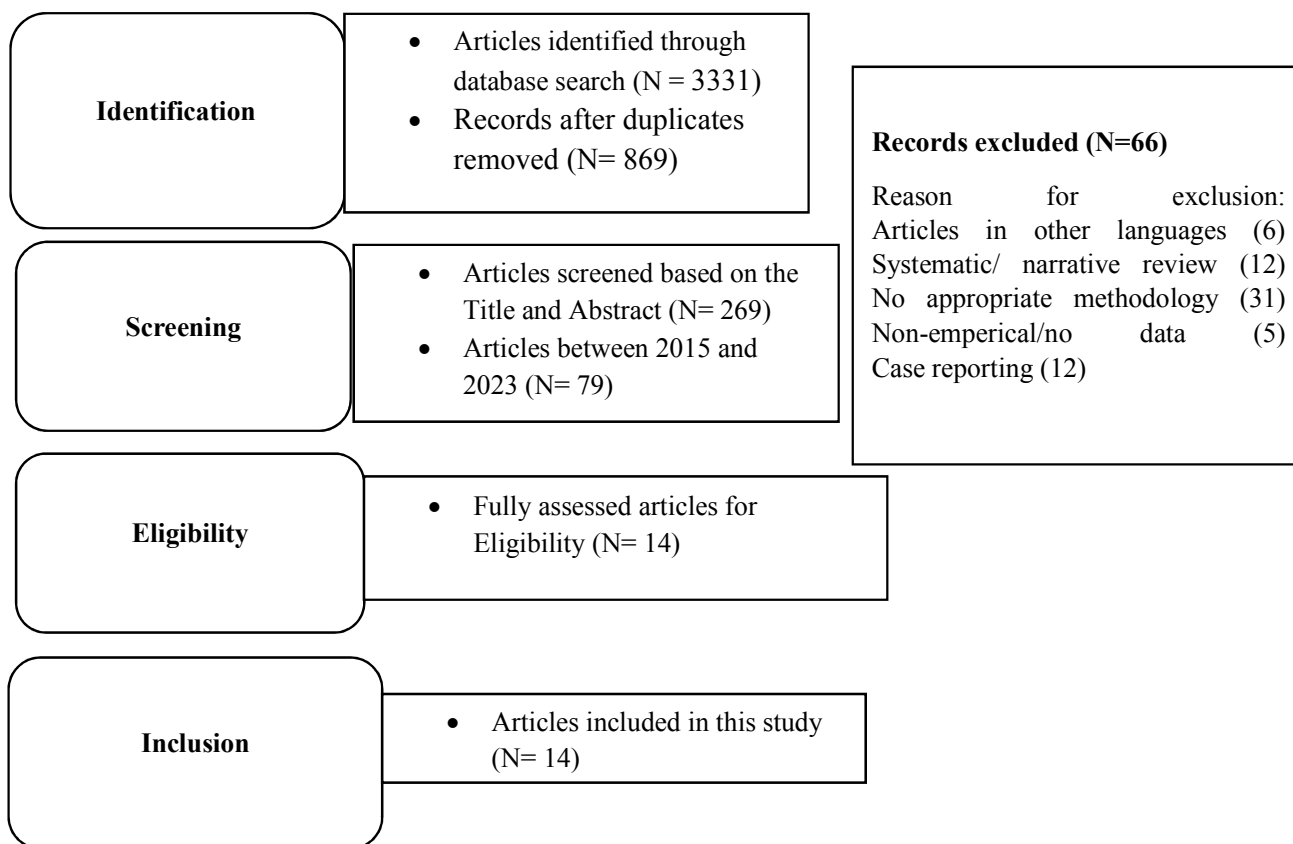 Identification
• Articles identified through
database search (N = 3331)
• Records after duplicates
removed (N= 869)
Records excluded (N=66)
Reason for exclusion:
Articles in other languages (6)
Systematic/ narrative review (12)
No appropriate methodology (31)
Non-emperical/no data (5)
Case reporting (12)
Screening
• Articles screened based on the
Title and Abstract (N= 269)
• Articles between 2015 and
2023 (N= 79)
Eligibility
• Fully assessed articles for
Eligibility (N= 14)
Inclusion
• Articles included in this study
(N= 14)